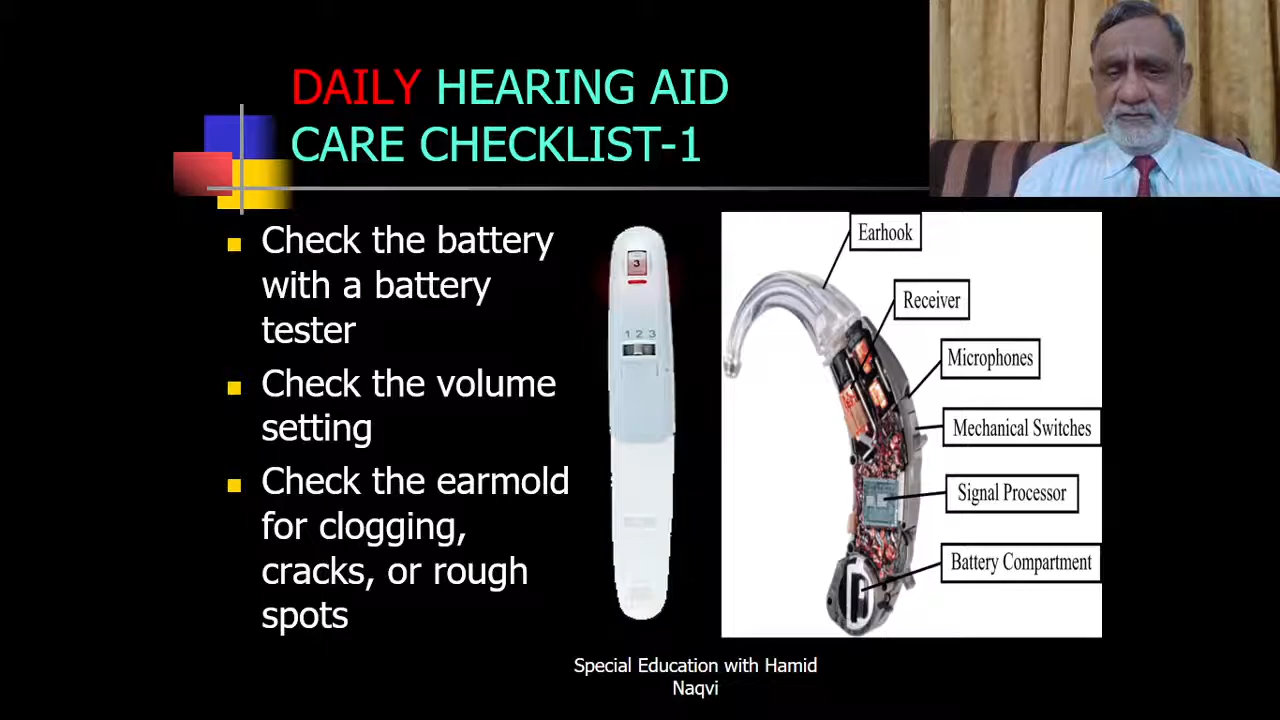 DAILY HEARING AID
CARE CHECKLIST-1
Check the battery
with a battery
tester
Check the volume
setting
Check the earmold
for clogging,
cracks, or rough
spots
3
1 2 3
Earhook
Receiver
Microphones
Mechanical Switches
Signal Processor
Battery Compartment
Special Education with Hamid
Naqvi